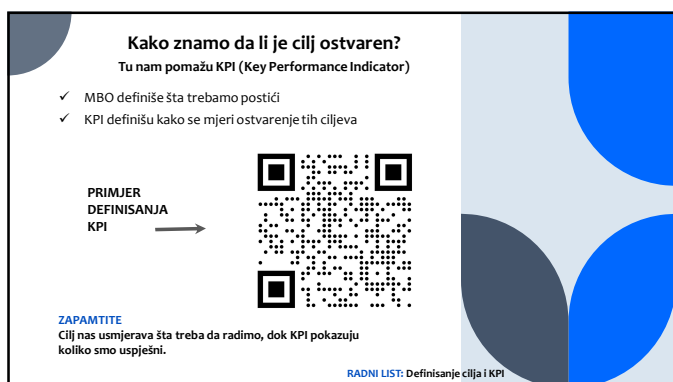 Kako znamo da li je cilj ostvaren?
Tu nam pomažu KPI (Key Performance Indicator)
✓ MBO definiše šta trebamo postići
✓ KPI definišu kako se mjeri ostvarenje tih ciljeva
PRIMJER
DEFINISANJA
KPI
ZAPAMTITE
Cilj nas usmjerava šta treba da radimo, dok KPI pokazuju
koliko smo uspješni.
RADNI LIST: Definisanje cilja i KPI